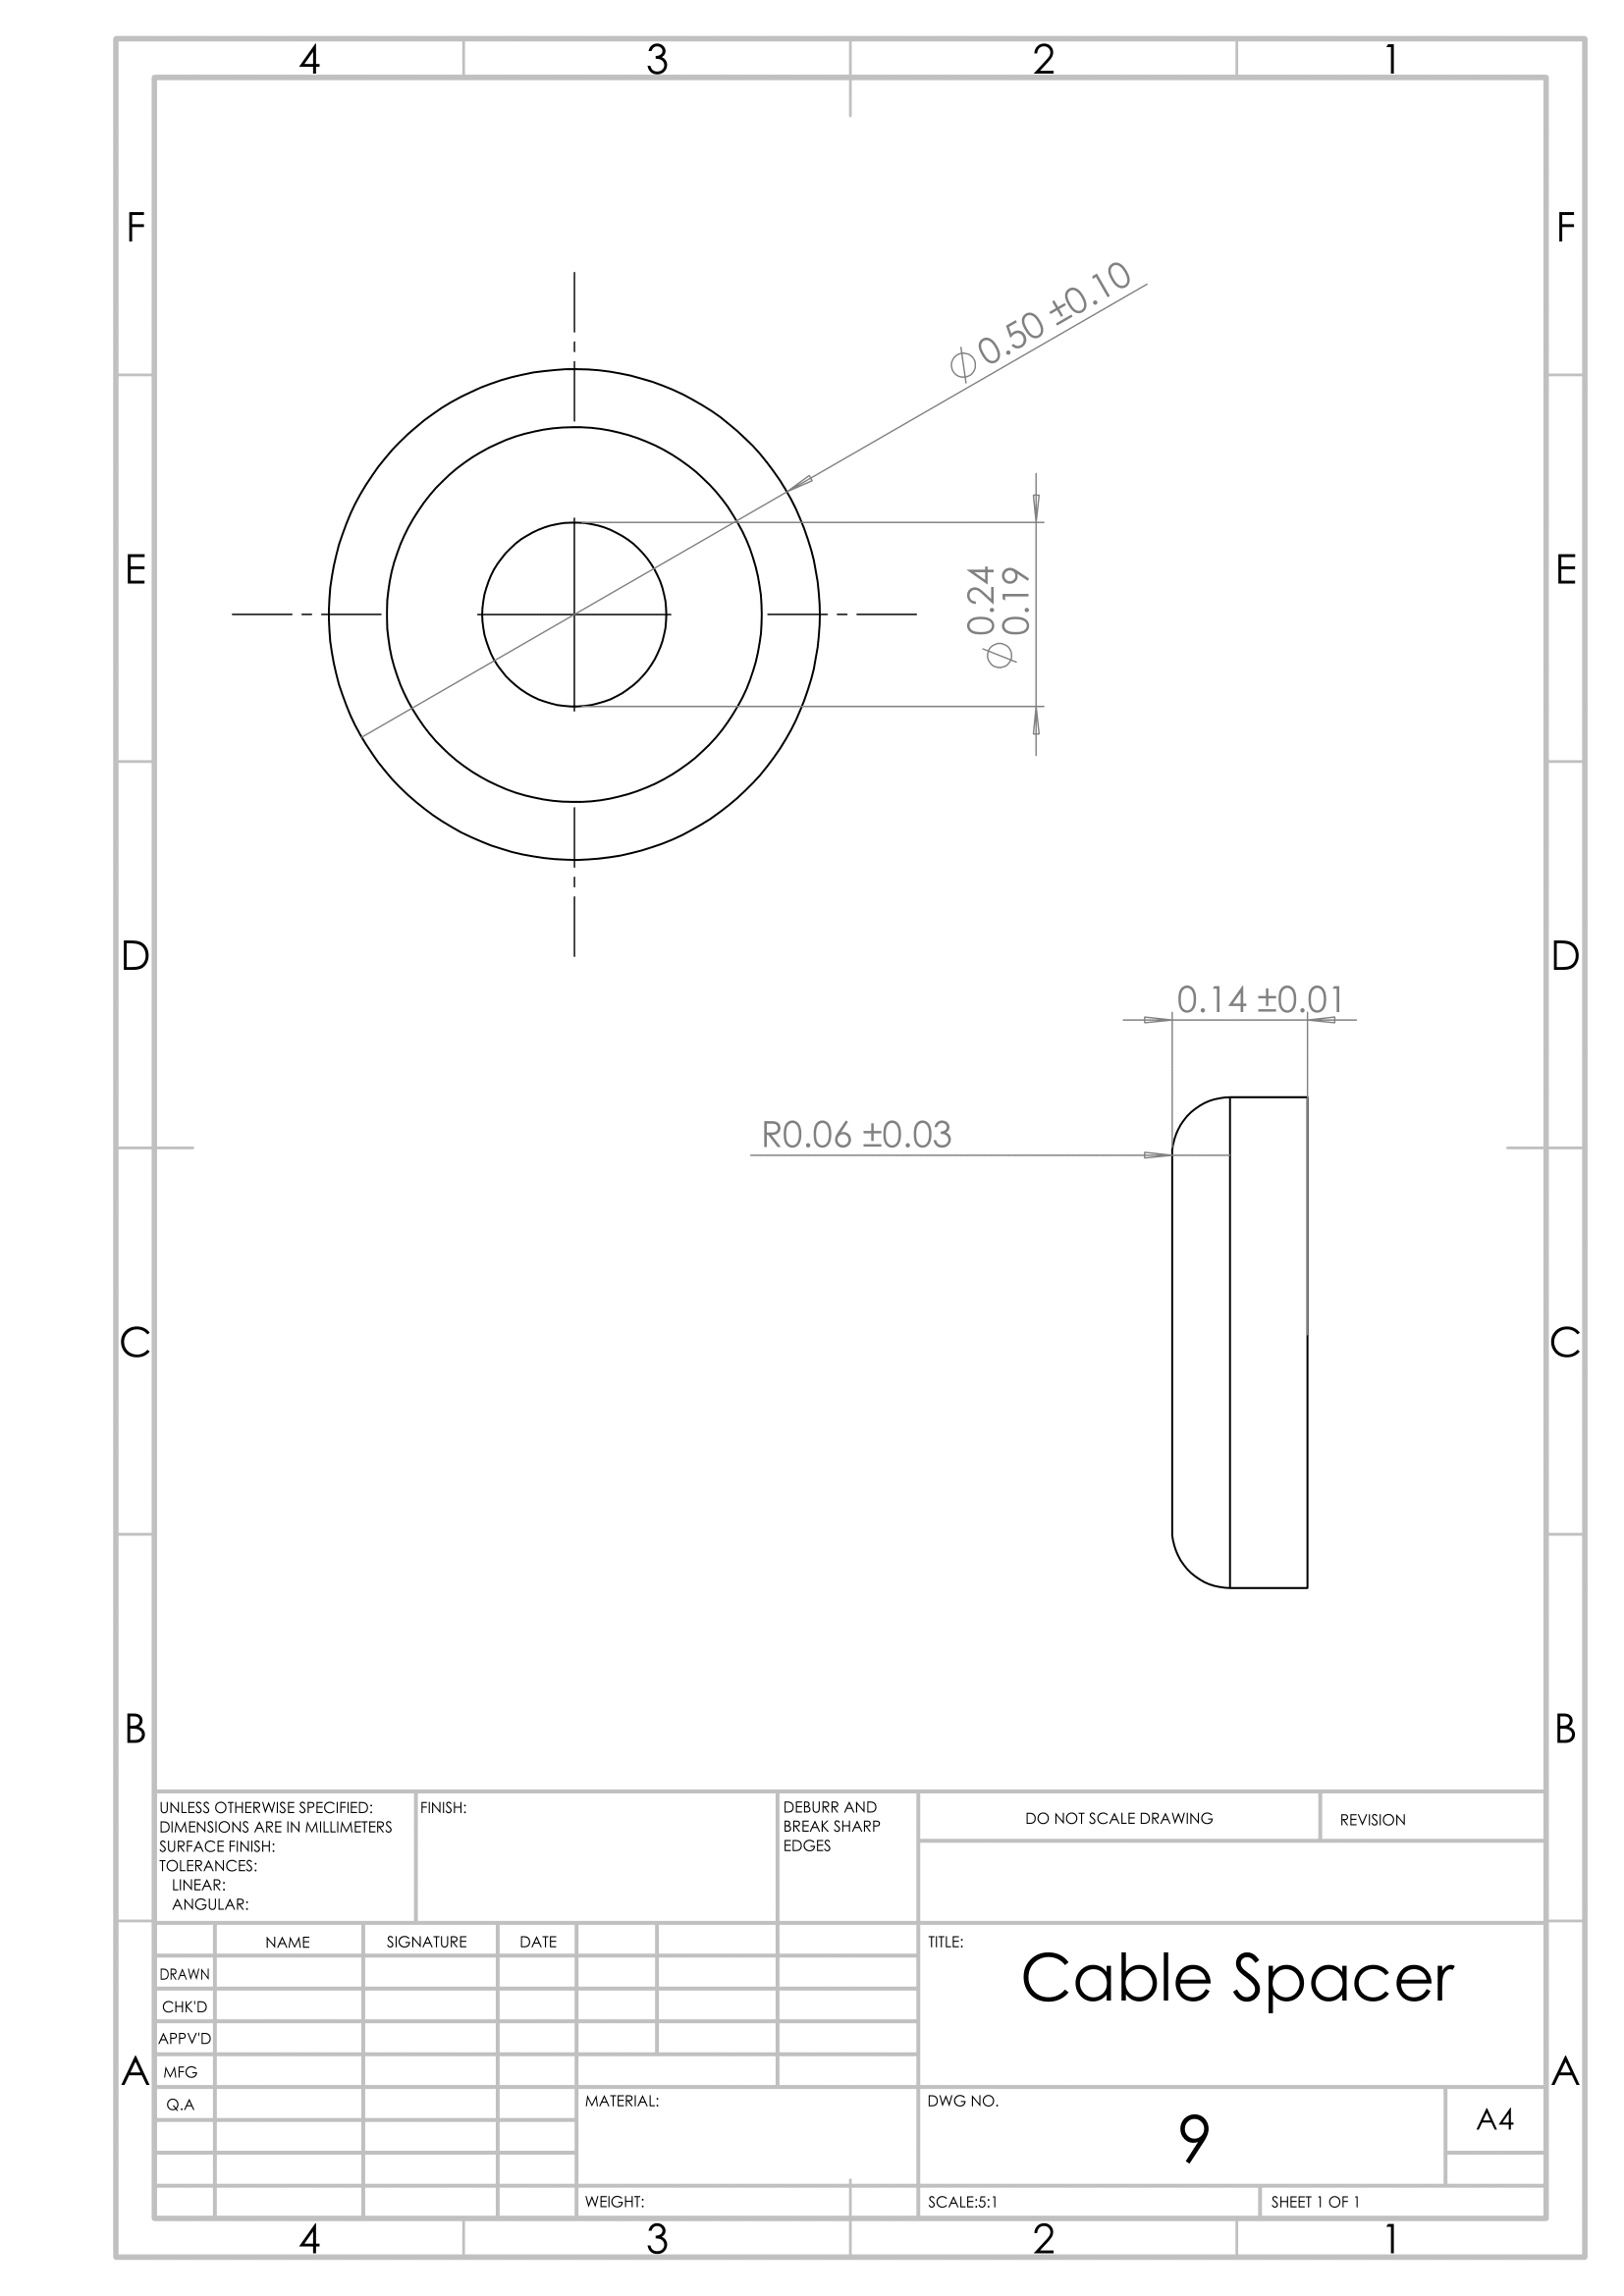 4 3 2 1
F F
⌀0.50 ±0.10
E E
⌀ 0.24
0.19
D D
0.14 ±0.01
R0.06 ±0.03
C C
B B
UNLESS OTHERWISE SPECIFIED:
DIMENSIONS ARE IN MILLIMETERS
SURFACE FINISH:
TOLERANCES:
LINEAR:
ANGULAR:
FINISH:
DEBURR AND
BREAK SHARP
EDGES
DO NOT SCALE DRAWING
REVISION
NAME SIGNATURE DATE
DRAWN
CHK'D
APPV'D
MFG
Q.A
TITLE:
Cable Spacer
A A
MATERIAL:
DWG NO.
9
A4
WEIGHT:
SCALE:5:1
SHEET 1 OF 1
4 3 2 1